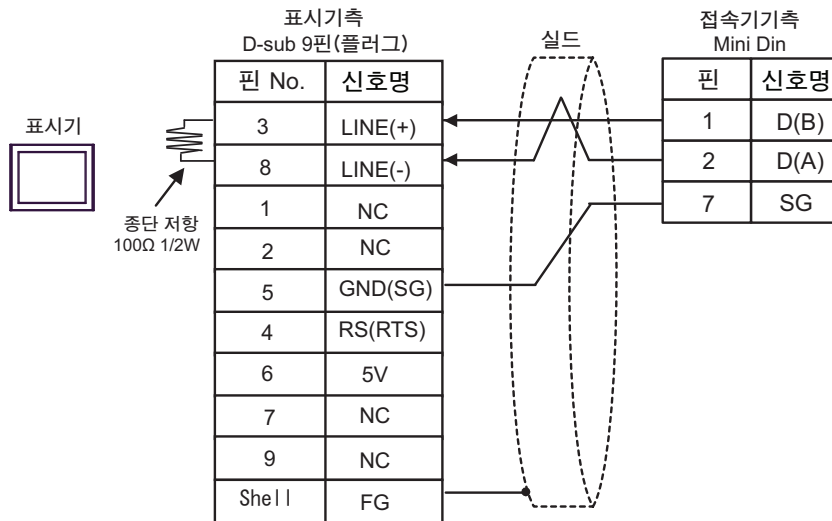 표시기측
D-sub 9핀(플러그)
핀 No. 신호명
3 LINE(+)
8 LINE(-)
1 NC
2 NC
5 GND(SG)
4 RS(RTS)
6 5V
7 NC
9 NC
Shell FG
표시기
종단 저항
100Ω 1/2W
실드
접속기기측
Mini Din
핀 신호명
1 D(B)
2 D(A)
7 SG